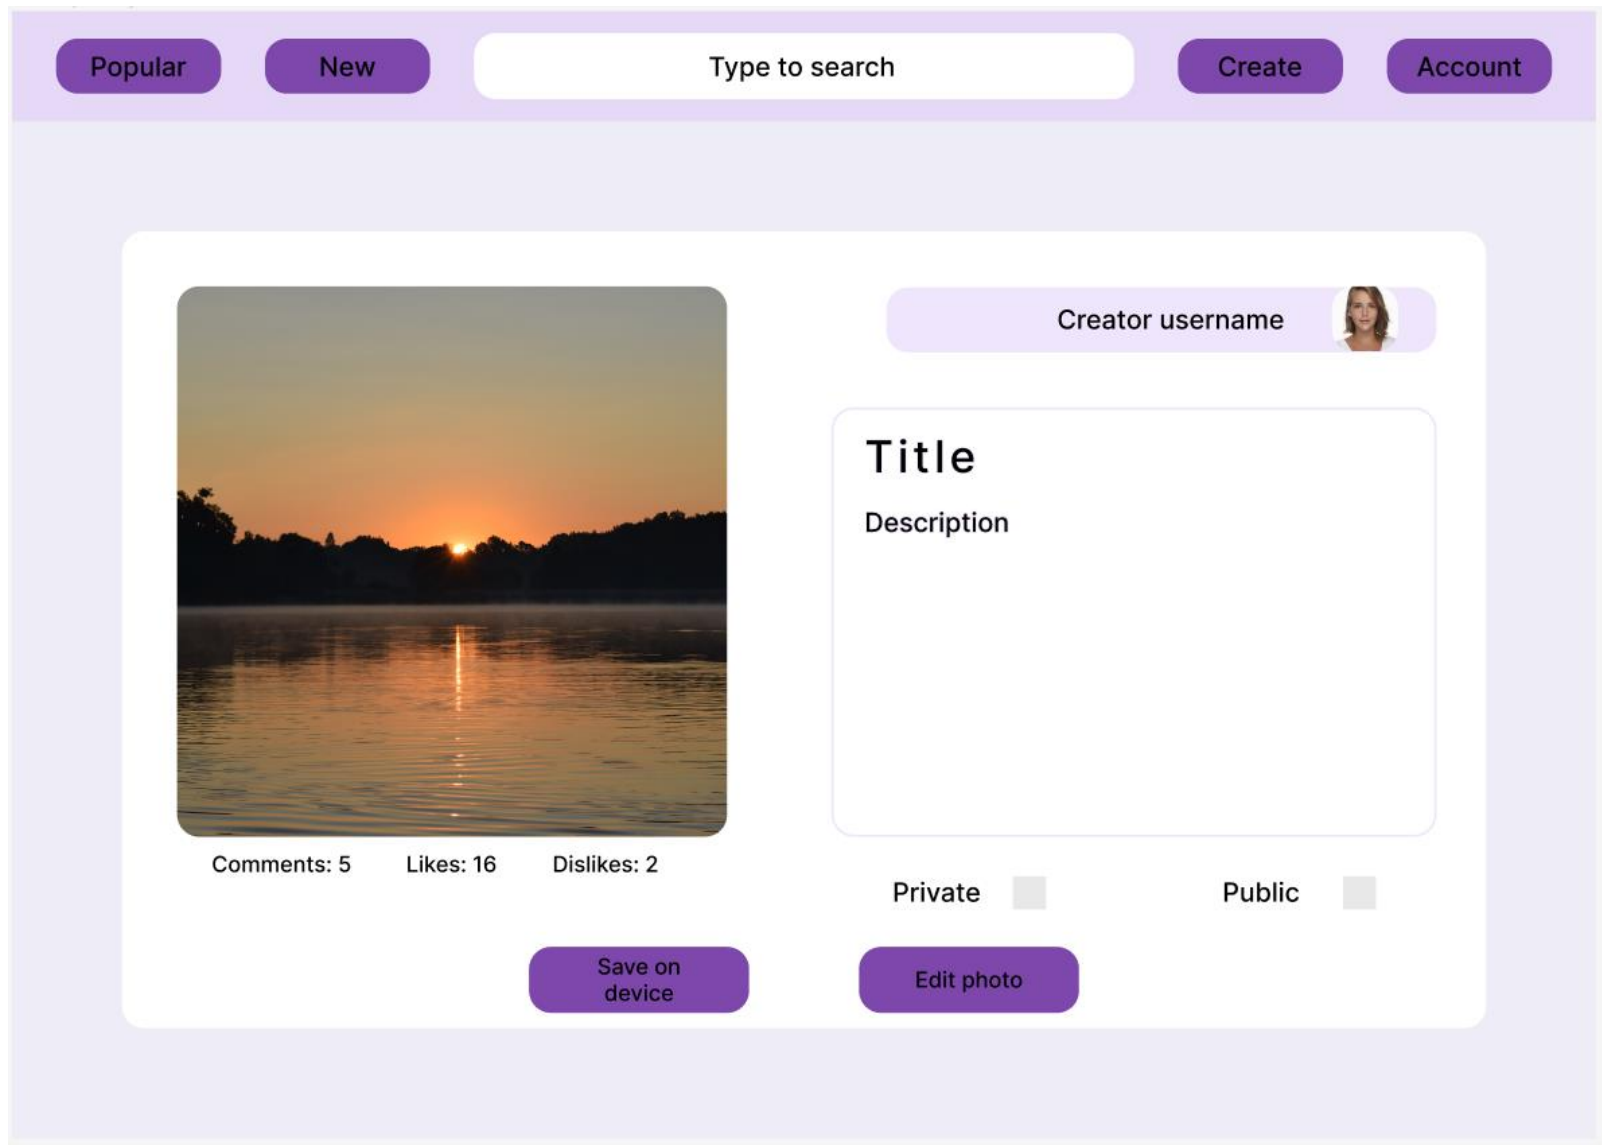 Popular
New
Type to search
Create
Account
Creator username
Title
Description
Comments: 5
Likes: 16
Dislikes: 2
Private
Public
Save on
device
Edit photo